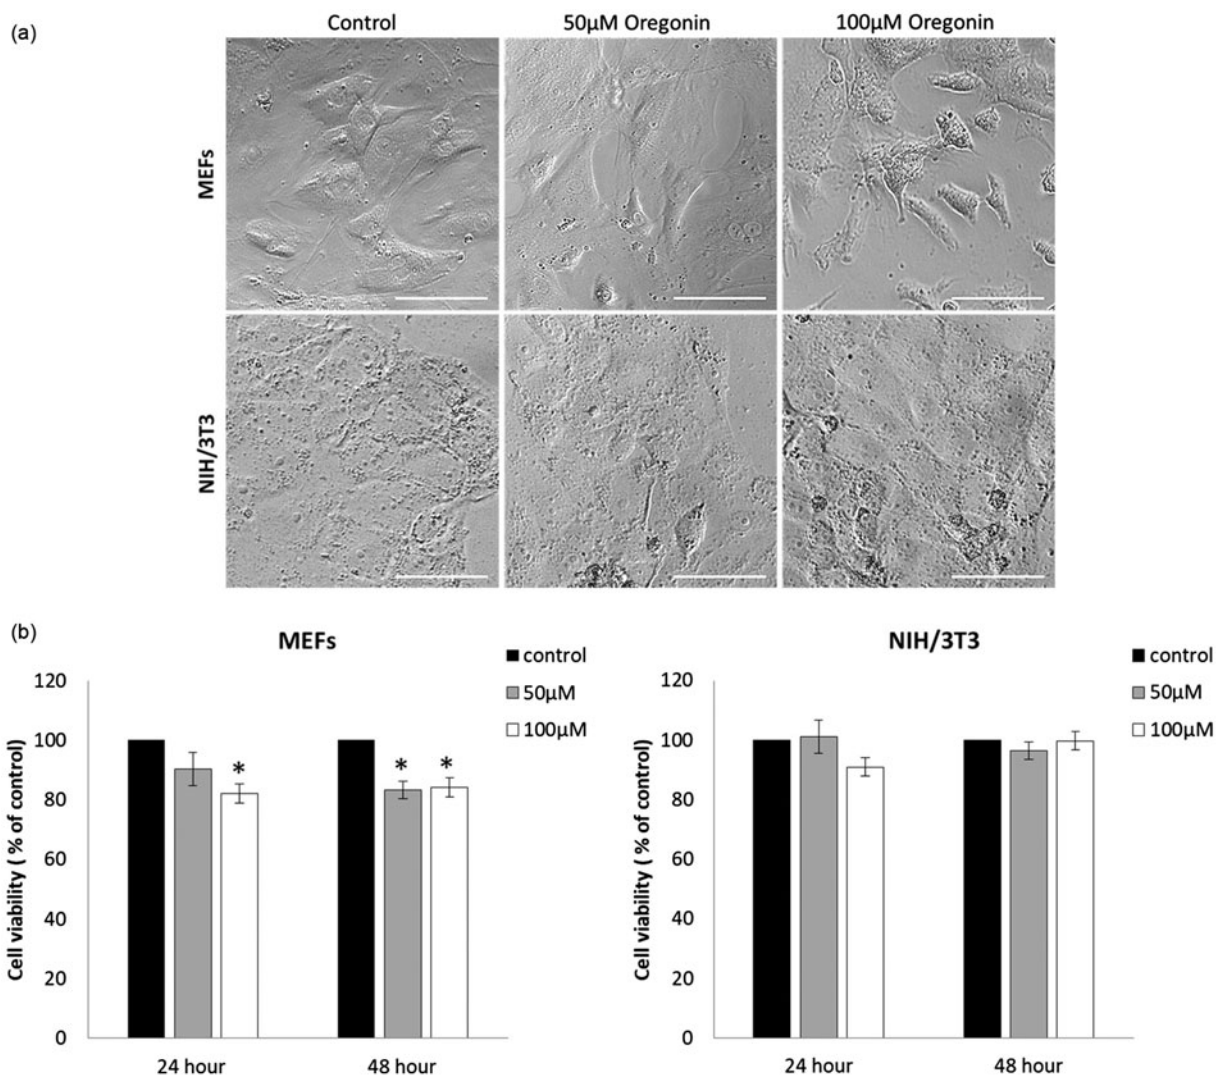 (a)
Control
50µM Oregonin
100µM Oregonin
MEFs
NIH/3T3
(b)
MEFs
control
50µM
100µM
Cell viability ( % of control)
120
100
80
60
40
20
0
*
*
*
24 hour
48 hour
NIH/3T3
control
50µM
100µM
Cell viability ( % of control)
120
100
80
60
40
20
0
24 hour
48 hour